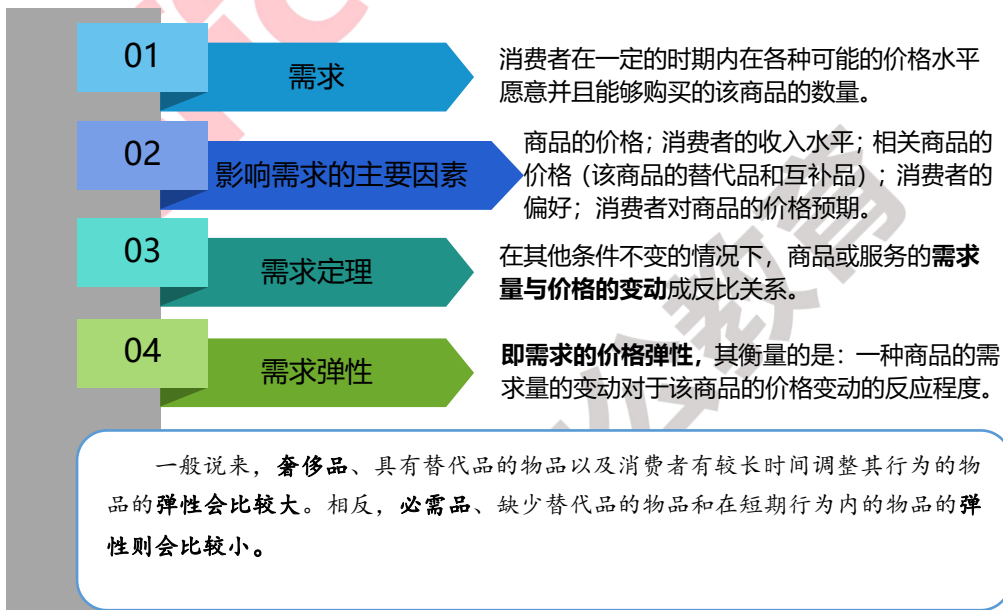 01
需求
消费者在一定的时期内在各种可能的价格水平
愿意并且能够购买的该商品的数量。
02
影响需求的主要因素
商品的价格；消费者的收入水平；相关商品的
价格（该商品的替代品和互补品）；消费者的
偏好；消费者对商品的价格预期。
03
需求定理
在其他条件不变的情况下，商品或服务的需求
量与价格的变动成反比关系。
04
需求弹性
即需求的价格弹性，其衡量的是：一种商品的需
求量的变动对于该商品的价格变动的反应程度。
一般说来，奢侈品、具有替代品的物品以及消费者有较长时间调整其行为的物
品的弹性会比较大。相反，必需品、缺少替代品的物品和在短期行为内的物品的弹
性则会比较小。